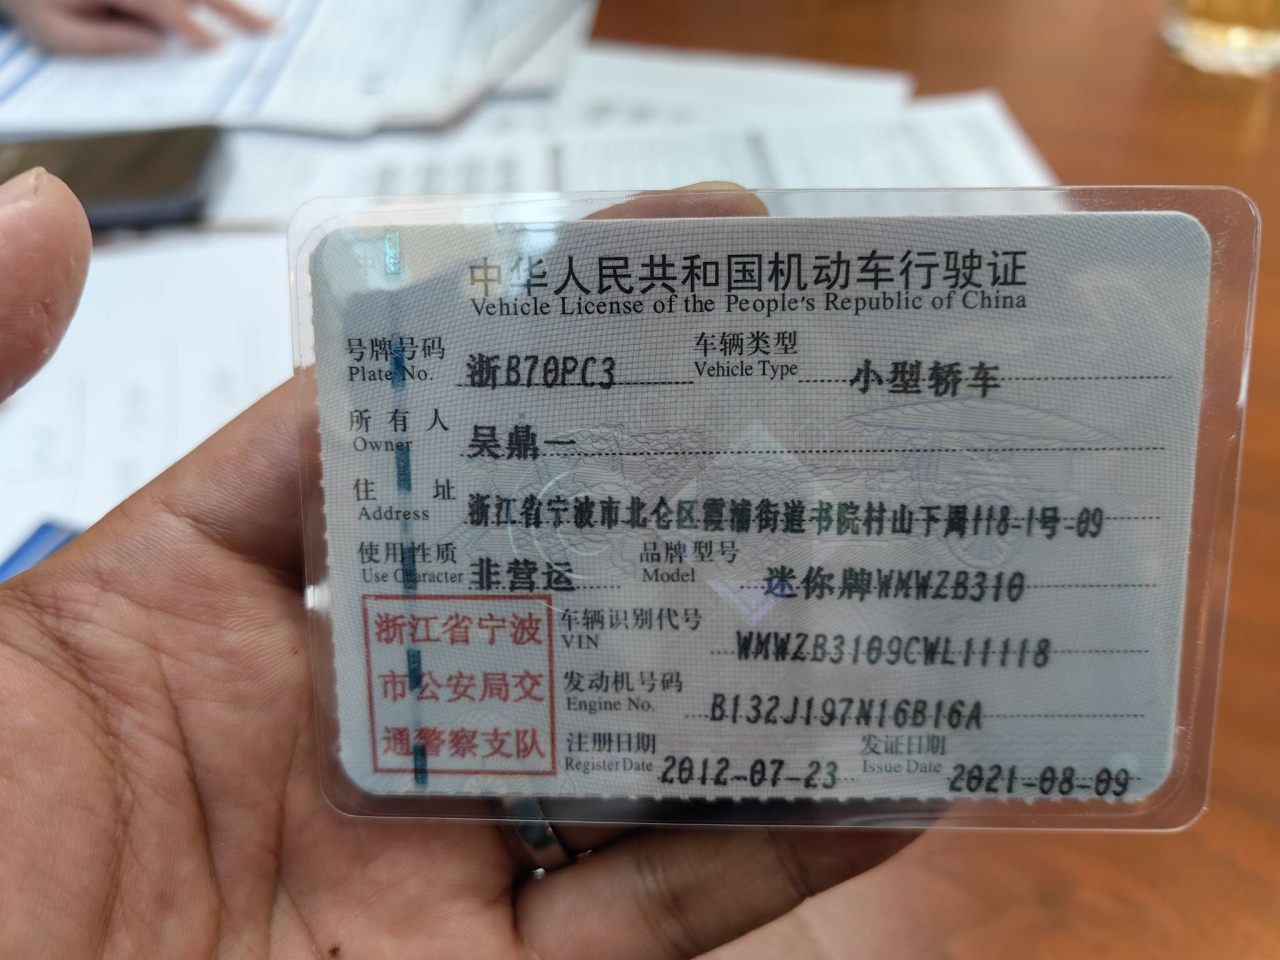 中华人民共和国机动车行驶证
Vehicle License of the People's Republic of China
号牌号码 浙B70PC3 车辆类型 小型轿车
Plate No. Vehicle Type
所有人 吴鼎一
Owner
住址 浙江省宁波市北仑区霞浦街道书院村山下周118-1号-09
Address
使用性质 非营运 品牌型号 迷你牌WMWZB310
Use Character Model
浙江省宁波
市公安局交
通警察支队
车辆识别代号 WMWZB3109CWL11118
VIN
发动机号码 B132J197N16B16A
Engine No.
注册日期 2012-07-23 发证日期 2021-08-09
Register Date Issue Date